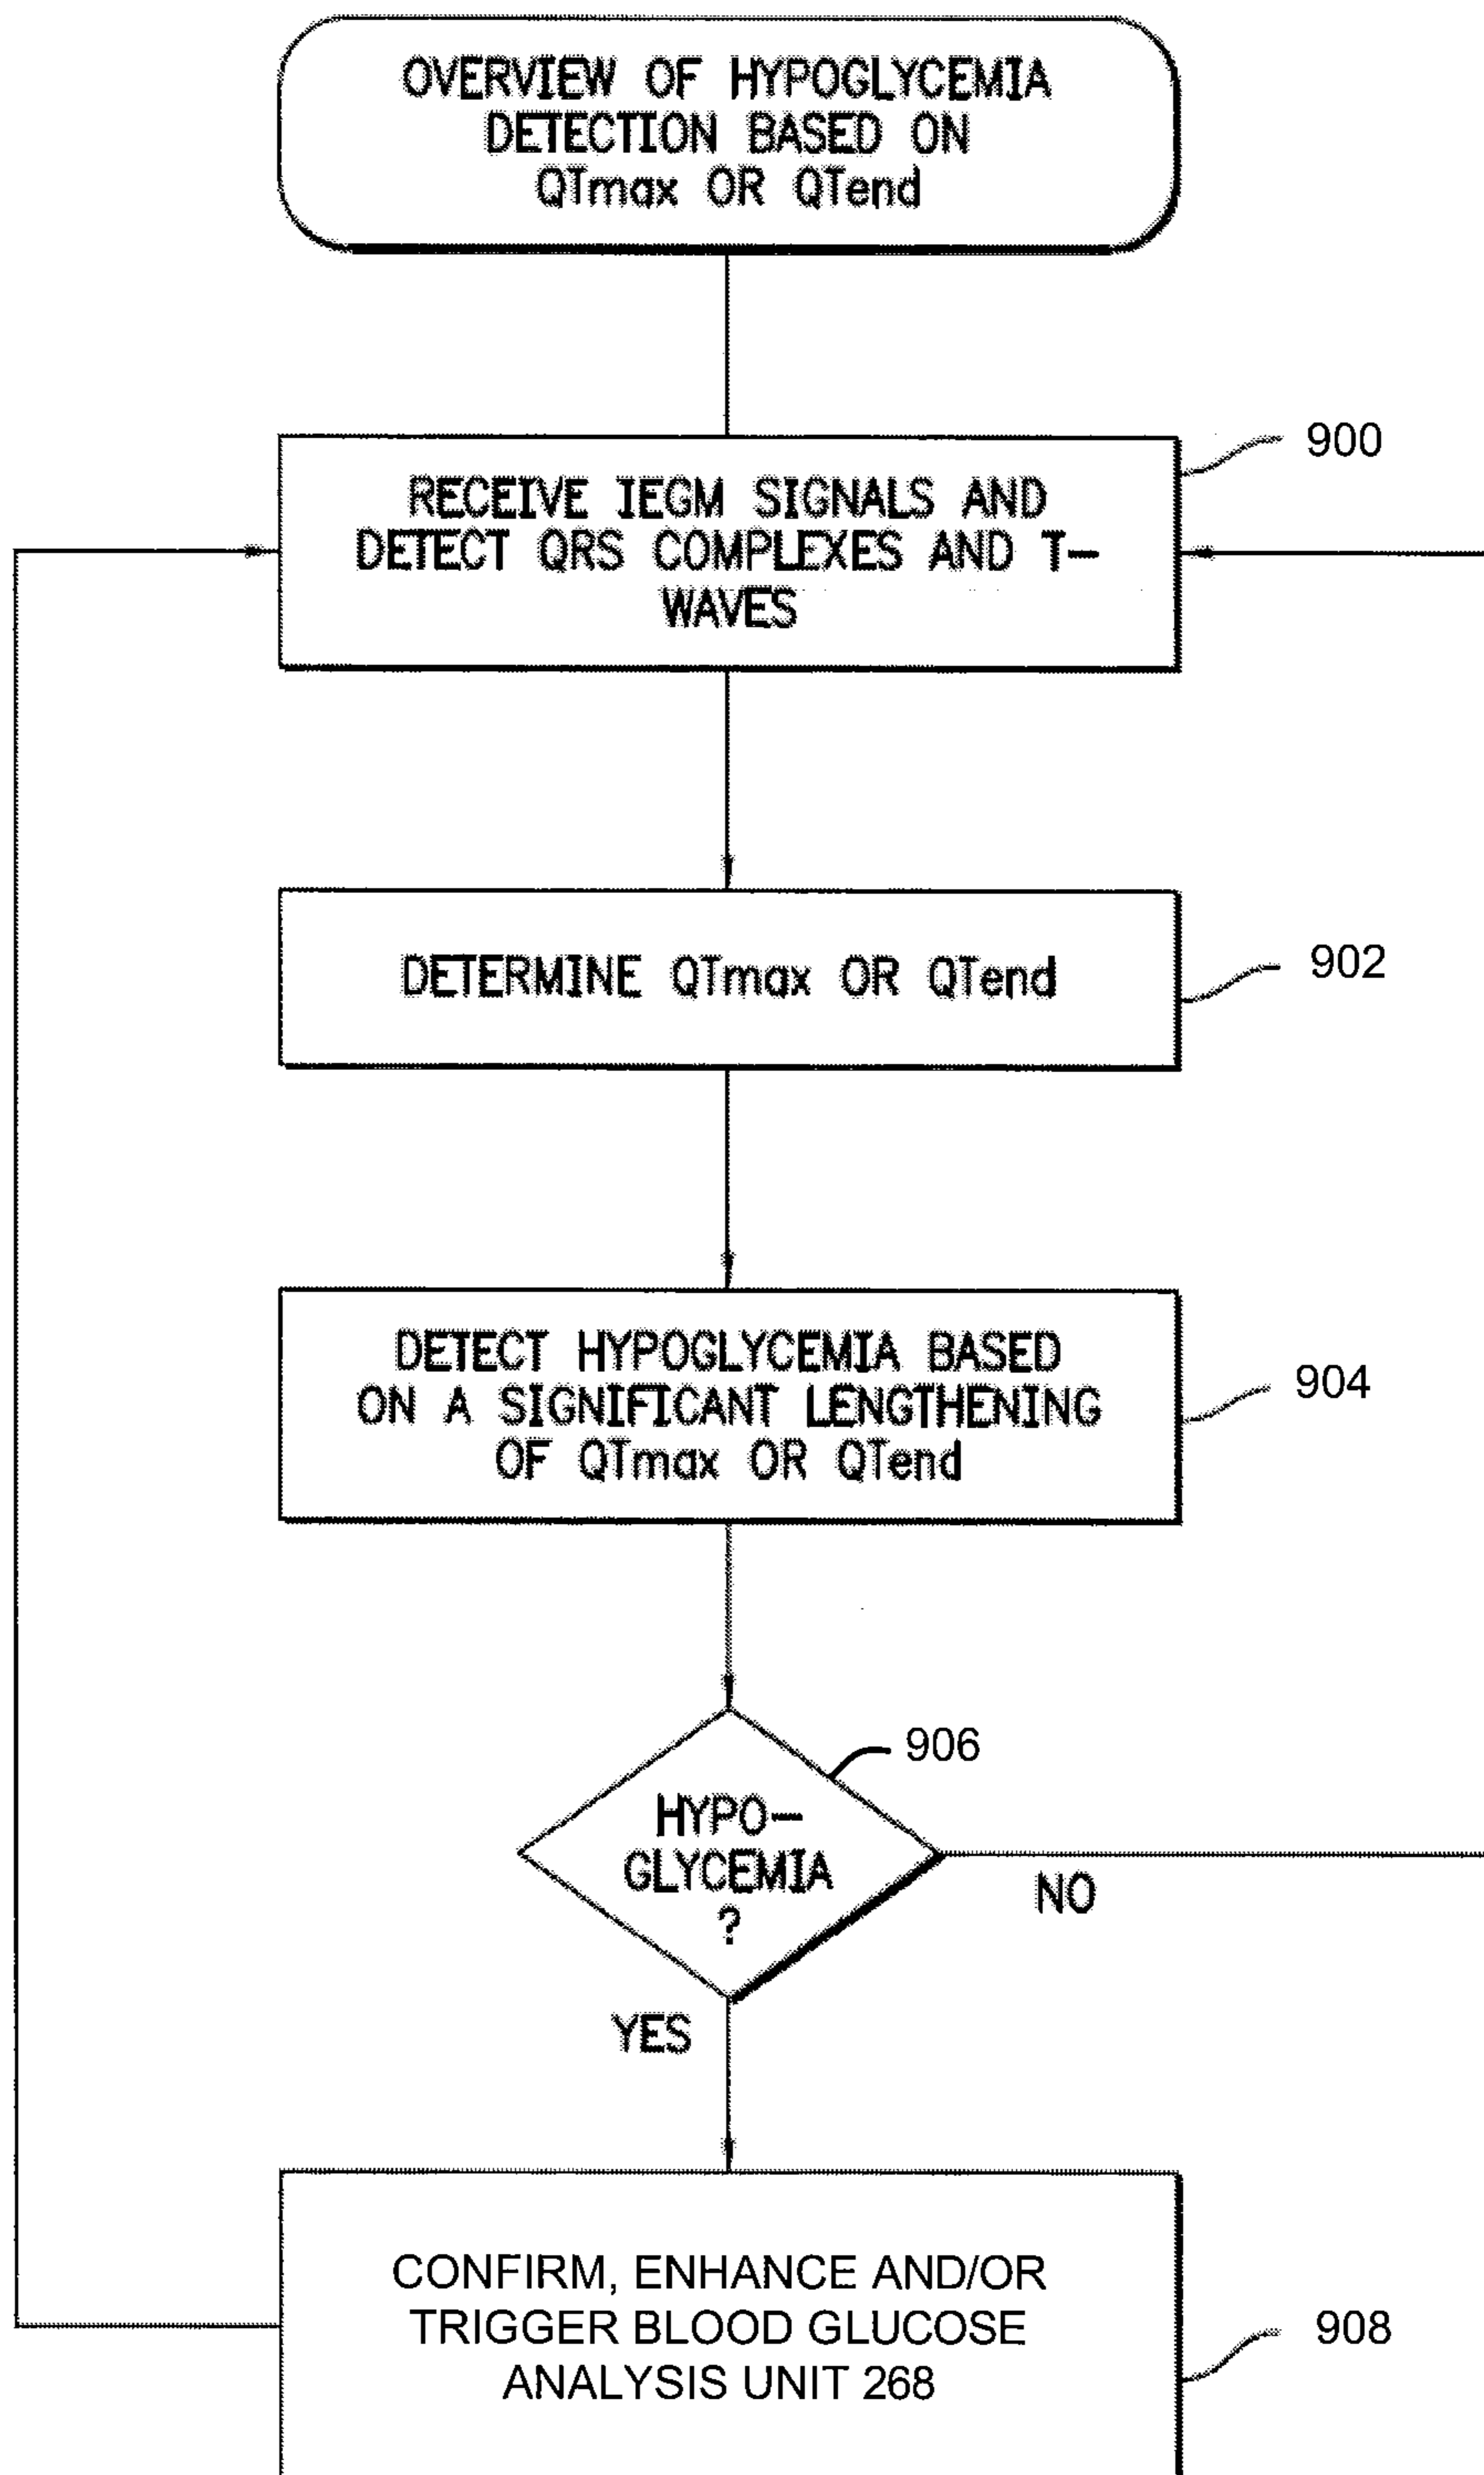 OVERVIEW OF HYPOGLYCEMIA
DETECTION BASED ON
QTmax OR QTend
900
RECEIVE IEGM SIGNALS AND
DETECT QRS COMPLEXES AND T-
WAVES
902
DETERMINE QTmax OR QTend
904
DETECT HYPOGLYCEMIA BASED
ON A SIGNIFICANT LENGTHENING
OF QTmax OR QTend
906
HYPO-
GLYCEMIA
?
NO
YES
CONFIRM, ENHANCE AND/OR
TRIGGER BLOOD GLUCOSE
ANALYSIS UNIT 268
908